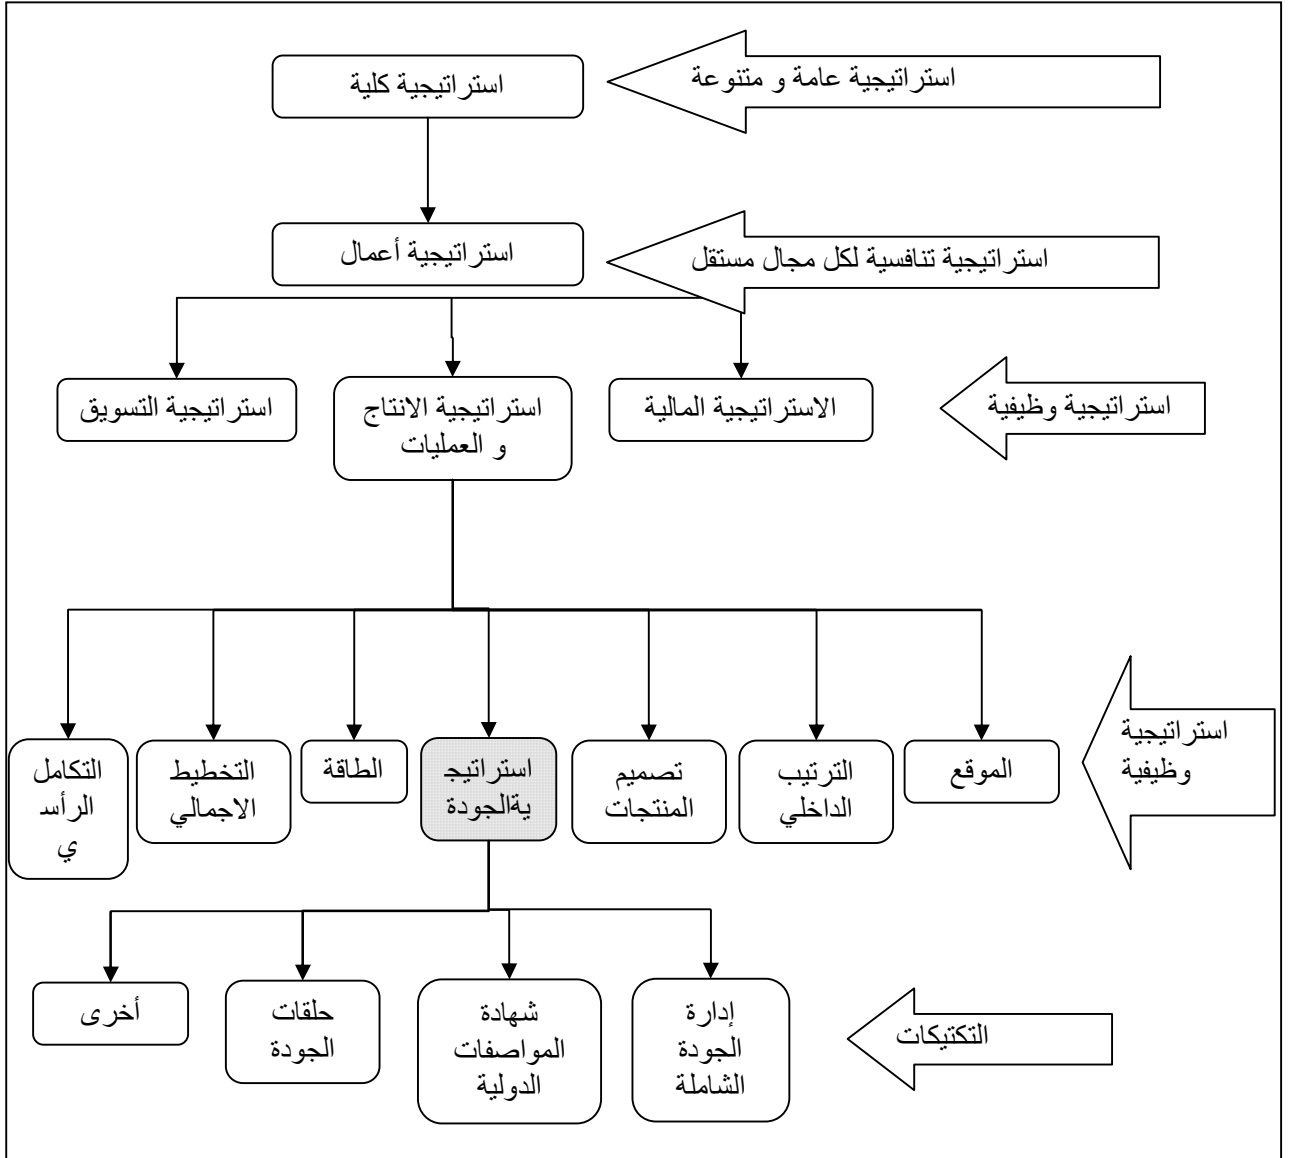 استراتيجية عامة و متنوعة
استراتيجية كلية
استراتيجية تنافسية لكل مجال مستقل
استراتيجية أعمال
استراتيجية وظيفية
الاستراتيجية المالية
استراتيجية الانتاج
و العمليات
استراتيجية التسويق
استراتيجية
وظيفية
الموقع
الترتيب
الداخلي
تصميم
المنتجات
استراتيج
يةالجودة
الطاقة
التخطيط
الاجمالي
التكامل
الرأس
ي
التكتيكات
إدارة
الجودة
الشاملة
شهادة
المواصفات
الدولية
حلقات
الجودة
أخرى